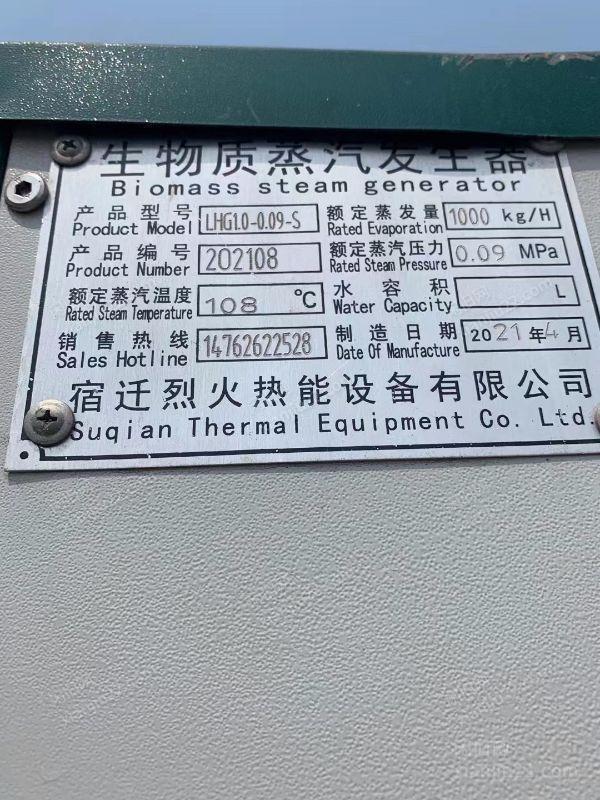 生物质蒸汽发生器
Biomass steam generator
产品型号 LHG1.0-0.09-S 额定蒸发量 1000 kg/H
Product Model Rated Evaporation
产品编号 202108 额定蒸汽压力 0.09 MPa
Product Number Rated Steam Pressure
额定蒸汽温度 108 ℃ 水容积 L
Rated Steam Temperature Water Capacity
销售热线 14762622528 制造日期 2021年4月
Sales Hotline Date Of Manufacture
宿迁烈火热能设备有限公司
Suqian Thermal Equipment Co. Ltd.